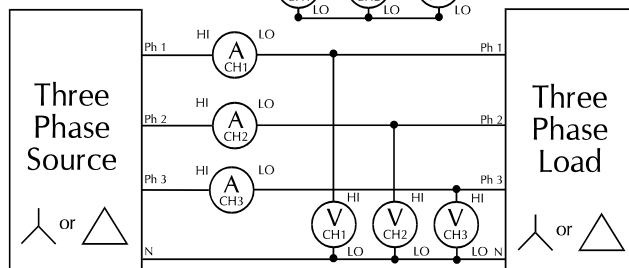 LO LO LO
Ph 1 HI A CH1 LO Ph 1
Ph 2 HI A CH2 LO Ph 2
Ph 3 HI A CH3 LO Ph 3
Three
Phase
Source
or
Three
Phase
Load
or
HI HI HI
V V V
CH1 CH2 CH3
N LO LO LO N